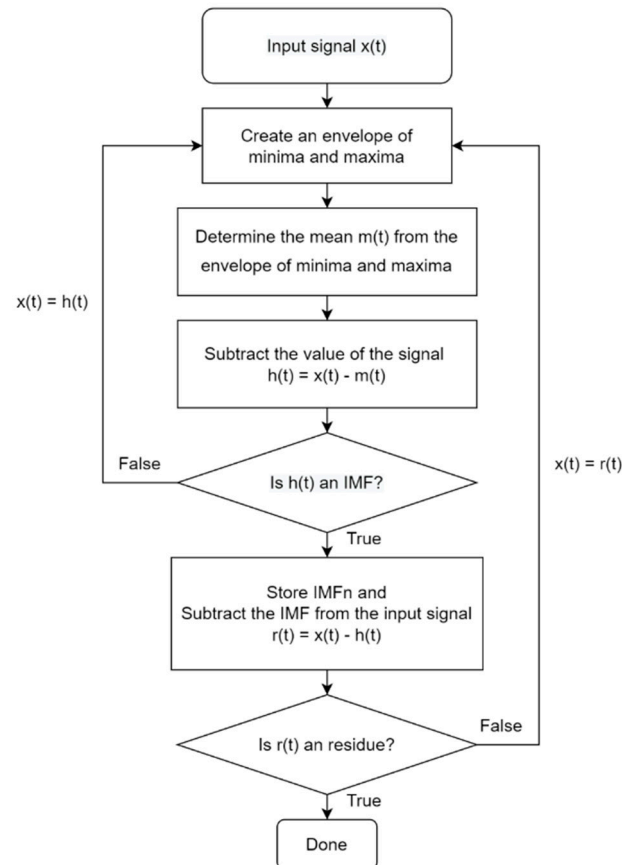 Input signal x(t)
Create an envelope of
minima and maxima
Determine the mean m(t) from the
envelope of minima and maxima
x(t) = h(t)
Subtract the value of the signal
h(t) = x(t) - m(t)
False
Is h(t) an IMF?
x(t) = r(t)
True
Store IMFn and
Subtract the IMF from the input signal
r(t) = x(t) - h(t)
False
Is r(t) an residue?
True
Done